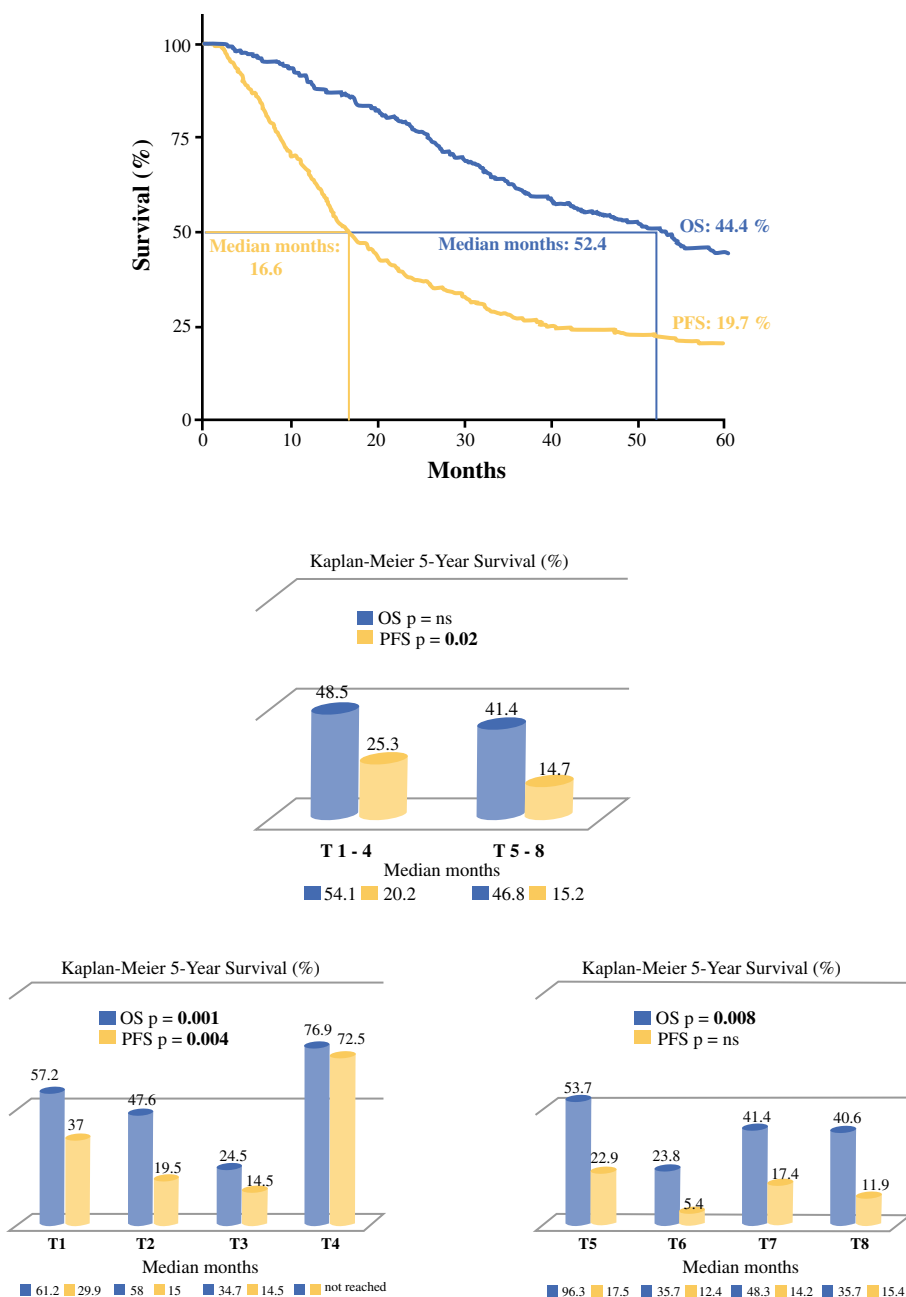 100
75
50
25
0
Survival (%)
0 10 20 30 40 50 60
Months
OS: 44.4 %
Median months: 52.4
Median months:
16.6
PFS: 19.7 %
Kaplan-Meier 5-Year Survival (%)
OS p = ns
PFS p = 0.02
48.5
25.3
41.4
14.7
T 1 - 4 T 5 - 8
Median months
54.1 20.2 46.8 15.2
Kaplan-Meier 5-Year Survival (%)
OS p = 0.001
PFS p = 0.004
57.2
37
47.6
19.5
24.5
14.5
76.9
72.5
T1 T2 T3 T4
Median months
61.2 29.9 58 15 34.7 14.5 not reached
Kaplan-Meier 5-Year Survival (%)
OS p = 0.008
PFS p = ns
53.7
22.9
23.8
5.4
41.4
17.4
40.6
11.9
T5 T6 T7 T8
Median months
96.3 17.5 35.7 12.4 48.3 14.2 35.7 15.4